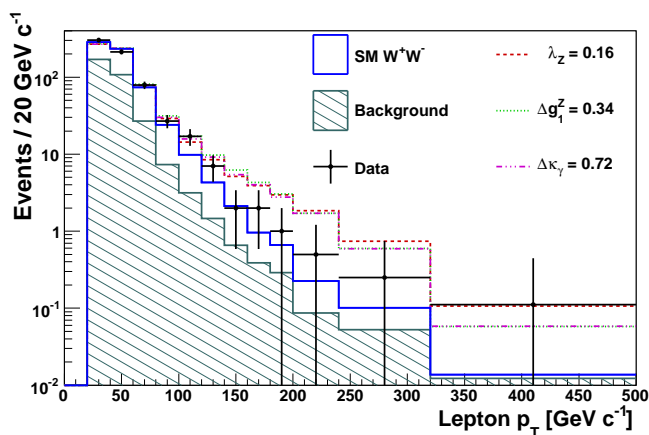 Events / 20 GeV c⁻¹
10²
10
1
10⁻¹
10⁻²
SM W⁺W⁻
Background
Data
λ_Z = 0.16
Δg₁ᶻ = 0.34
Δκ_γ = 0.72
0 50 100 150 200 250 300 350 400 450 500
Lepton p_T [GeV c⁻¹]